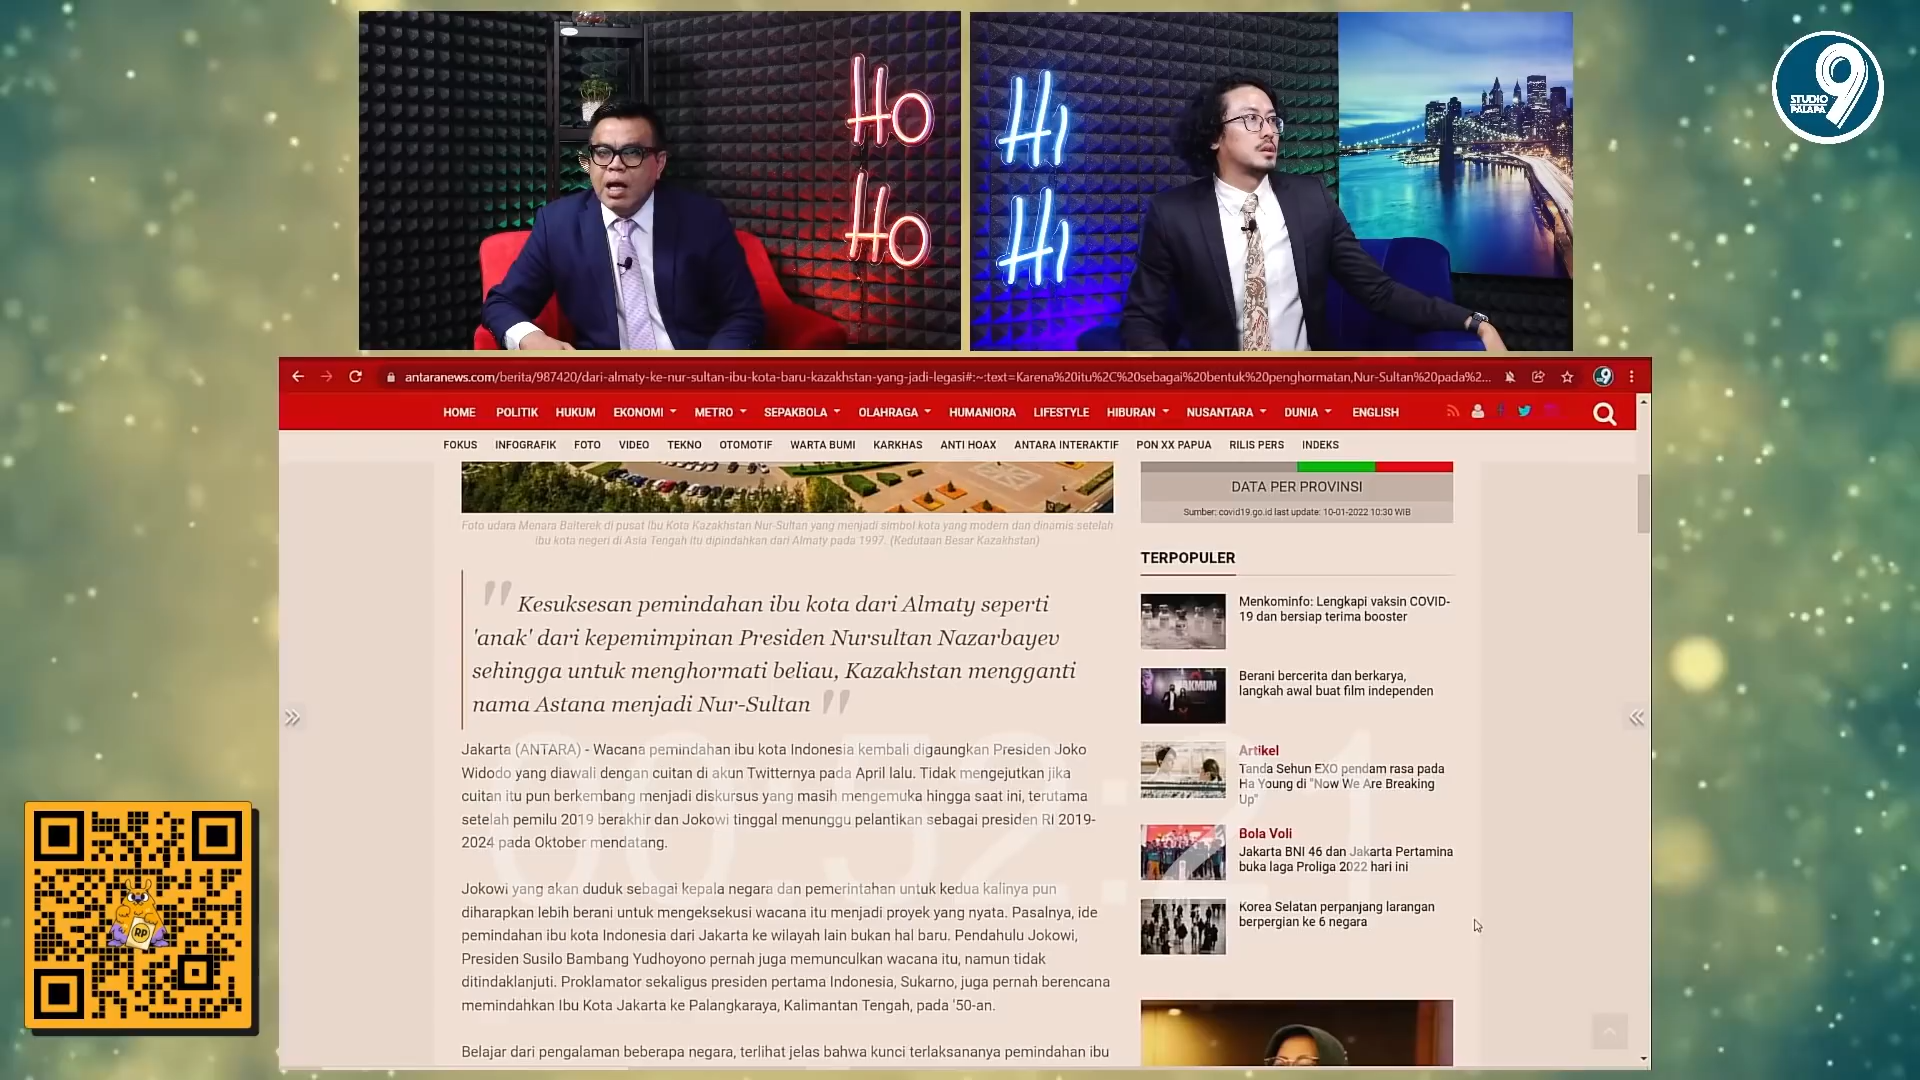 HO
HO
HI
HI
9
STUDIO
PALAPA
antaranews.com/berita/987420/dari-almaty-ke-nur-sultan-ibu-kota-baru-kazakhstan-yang-jadi-legasi#:~:text=Karena%20itu%2C%20sebagai%20bentuk%20penghormatan,Nur-Sultan%20pada%2...
HOME POLITIK HUKUM EKONOMI METRO SEPAKBOLA OLAHRAGA HUMANIORA LIFESTYLE HIBURAN NUSANTARA DUNIA ENGLISH
FOKUS INFOGRAFIK FOTO VIDEO TEKNO OTOMOTIF WARTA BUMI KARKHAS ANTI HOAX ANTARA INTERAKTIF PON XX PAPUA RILIS PERS INDEKS
Foto udara Menara Baiterek di pusat Ibu Kota Kazakhstan Nur-Sultan yang menjadi simbol kota yang modern dan dinamis setelah
ibu kota negeri di Asia Tengah itu dipindahkan dari Almaty pada 1997. (Kedutaan Besar Kazakhstan)
" Kesuksesan pemindahan ibu kota dari Almaty seperti
'anak' dari kepemimpinan Presiden Nursultan Nazarbayev
sehingga untuk menghormati beliau, Kazakhstan mengganti
nama Astana menjadi Nur-Sultan "
Jakarta (ANTARA) - Wacana pemindahan ibu kota Indonesia kembali digaungkan Presiden Joko
Widodo yang diawali dengan cuitan di akun Twitternya pada April lalu. Tidak mengejutkan jika
cuitan itu pun berkembang menjadi diskursus yang masih mengemuka hingga saat ini, terutama
setelah pemilu 2019 berakhir dan Jokowi tinggal menunggu pelantikan sebagai presiden RI 2019-
2024 pada Oktober mendatang.
00:52:21
Jokowi yang akan duduk sebagai kepala negara dan pemerintahan untuk kedua kalinya pun
diharapkan lebih berani untuk mengeksekusi wacana itu menjadi proyek yang nyata. Pasalnya, ide
pemindahan ibu kota Indonesia dari Jakarta ke wilayah lain bukan hal baru. Pendahulu Jokowi,
Presiden Susilo Bambang Yudhoyono pernah juga memunculkan wacana itu, namun tidak
ditindaklanjuti. Proklamator sekaligus presiden pertama Indonesia, Sukarno, juga pernah berencana
memindahkan Ibu Kota Jakarta ke Palangkaraya, Kalimantan Tengah, pada '50-an.
Belajar dari pengalaman beberapa negara, terlihat jelas bahwa kunci terlaksananya pemindahan ibu
DATA PER PROVINSI
Sumber: covid19.go.id last update: 10-01-2022 10:30 WIB
TERPOPULER
Menkominfo: Lengkapi vaksin COVID-
19 dan bersiap terima booster
MAKMUM
Berani bercerita dan berkarya,
langkah awal buat film independen
Artikel
Tanda Sehun EXO pendam rasa pada
Ha Young di "Now We Are Breaking
Up"
Bola Voli
Jakarta BNI 46 dan Jakarta Pertamina
buka laga Proliga 2022 hari ini
Korea Selatan perpanjang larangan
berpergian ke 6 negara
RP